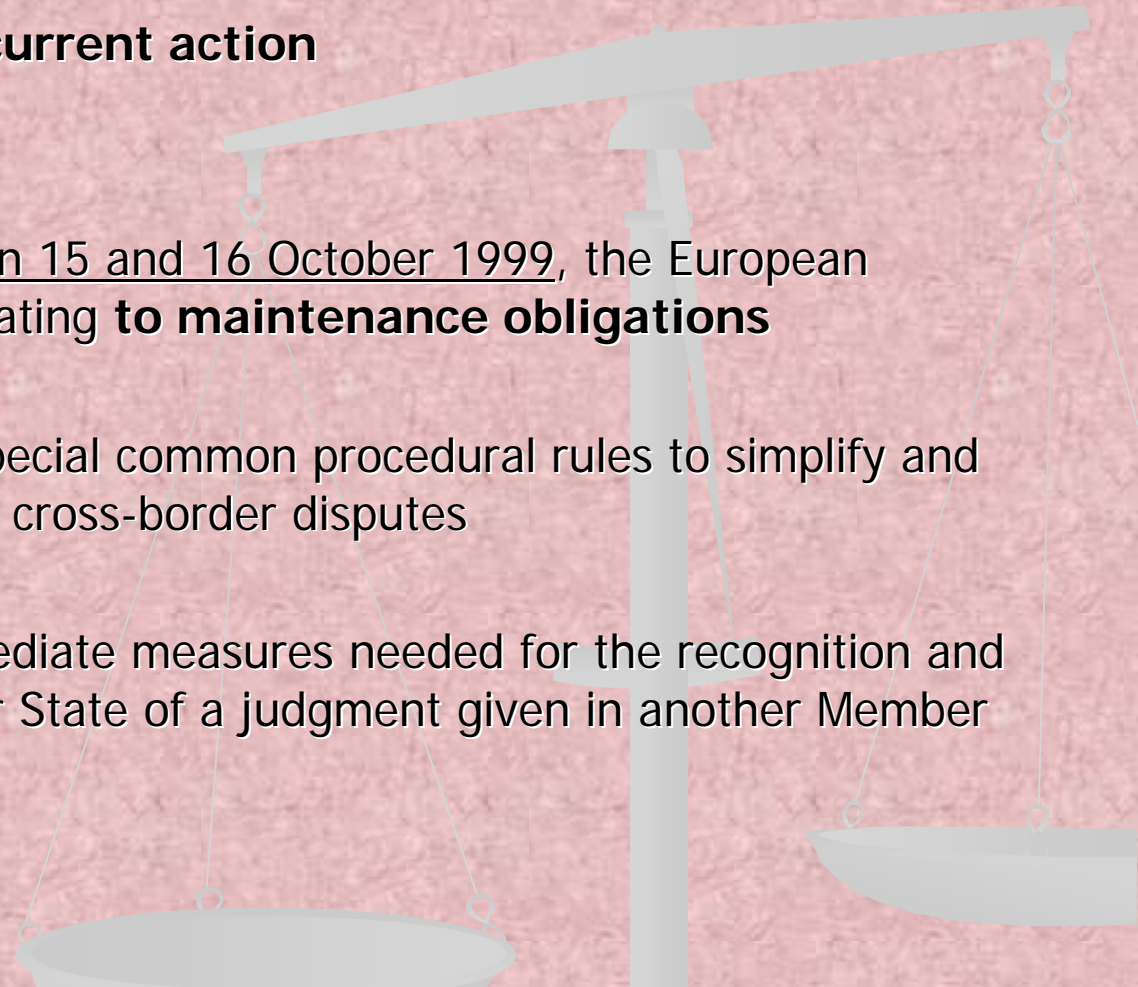 current action
n 15 and 16 October 1999, the European
ating to maintenance obligations
pecial common procedural rules to simplify and
cross-border disputes
ediate measures needed for the recognition and
r State of a judgment given in another Member